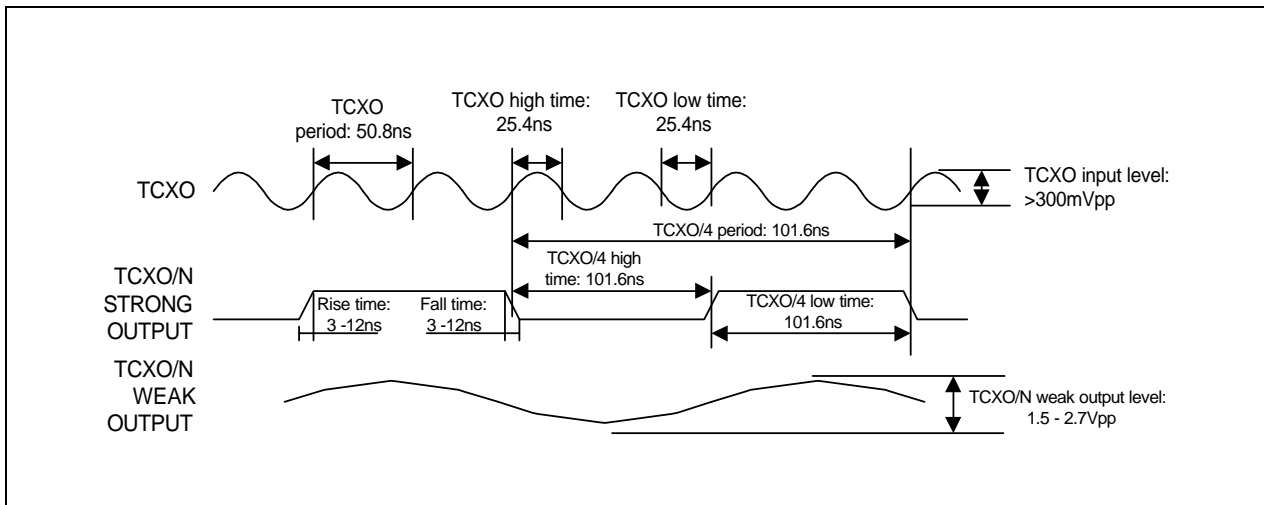 TCXO
period: 50.8ns
TCXO high time:
25.4ns
TCXO low time:
25.4ns
TCXO
TCXO input level:
>300mVpp
TCXO/4 period: 101.6ns
TCXO/4 high
time: 101.6ns
TCXO/N
STRONG
OUTPUT
Rise time:
3 -12ns
Fall time:
3 -12ns
TCXO/4 low time:
101.6ns
TCXO/N
WEAK
OUTPUT
TCXO/N weak output level:
1.5 - 2.7Vpp